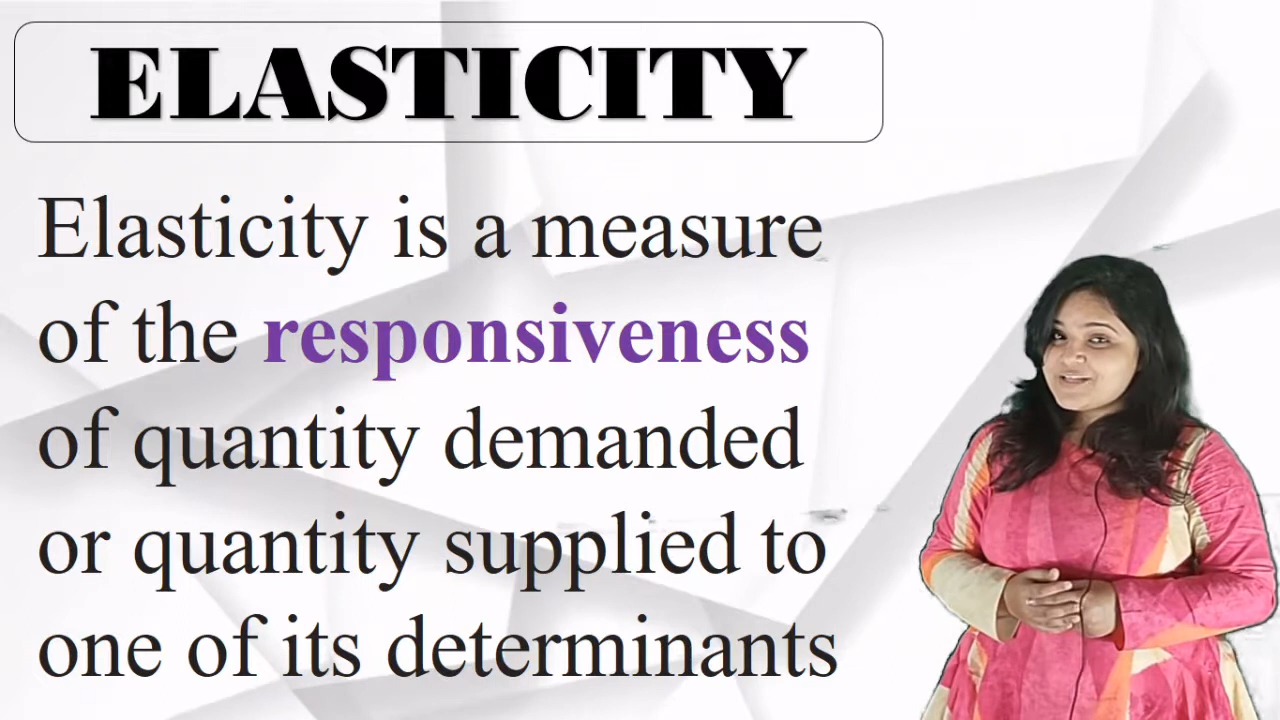 ELASTICITY
Elasticity is a measure
of the responsiveness
of quantity demanded
or quantity supplied to
one of its determinants